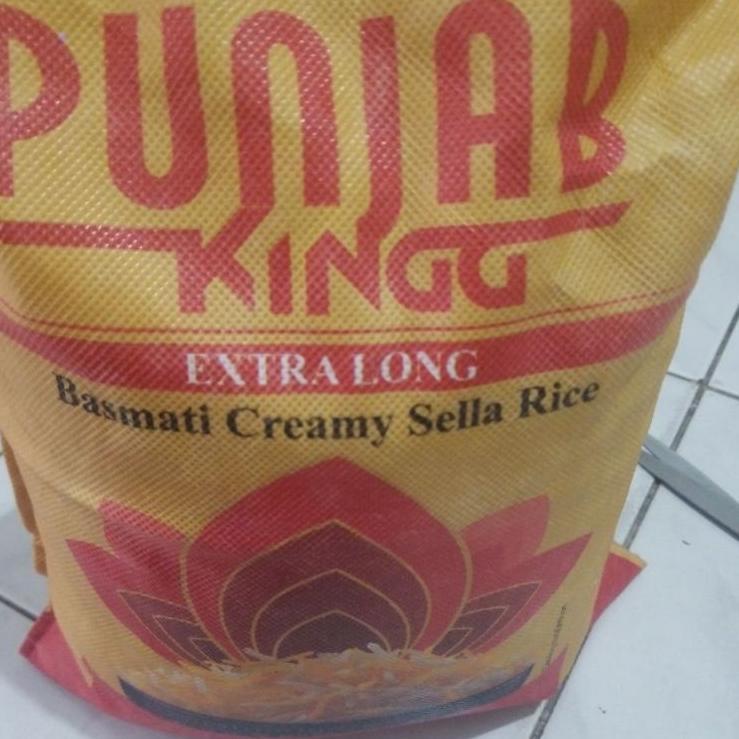 PUNJAB
KINGG
EXTRA LONG
Basmati Creamy Sella Rice